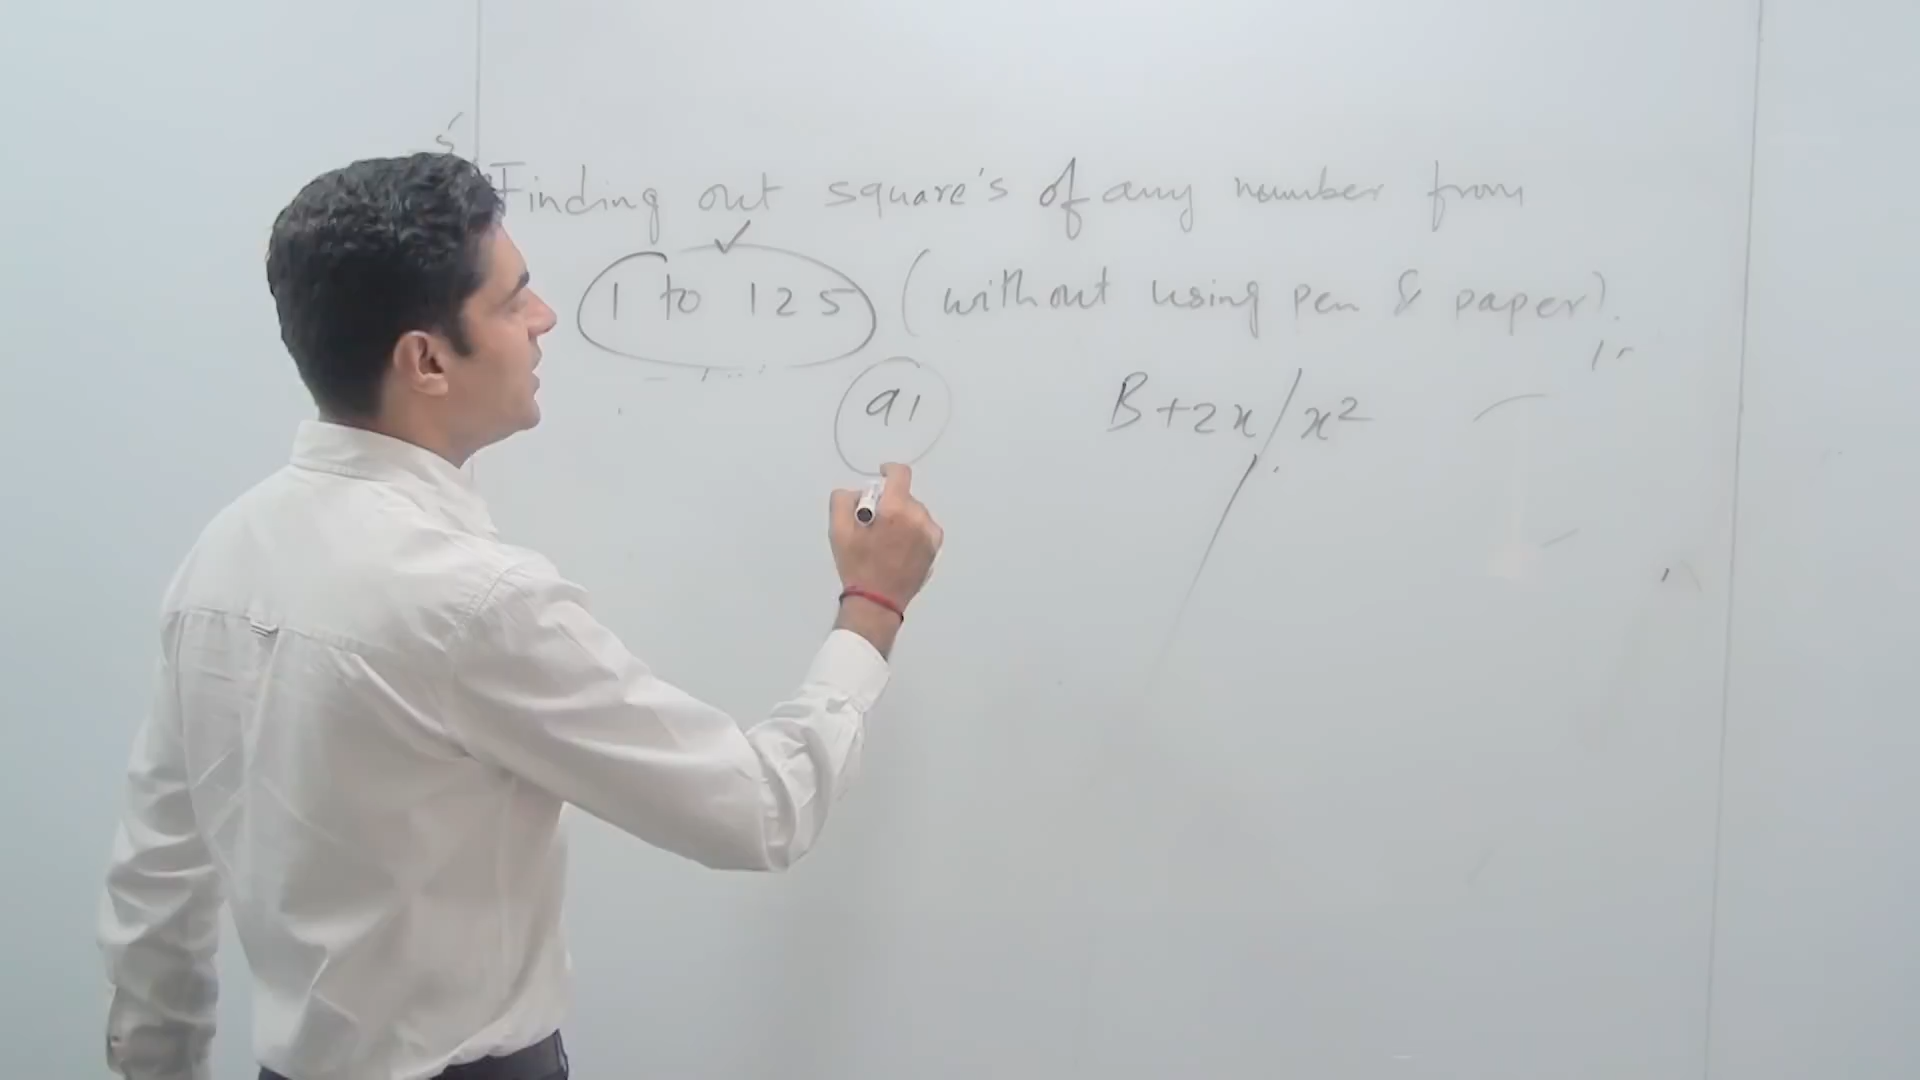 Finding out square's of any number from
1 to 125 (without using pen & paper).
91
B+2x/x2